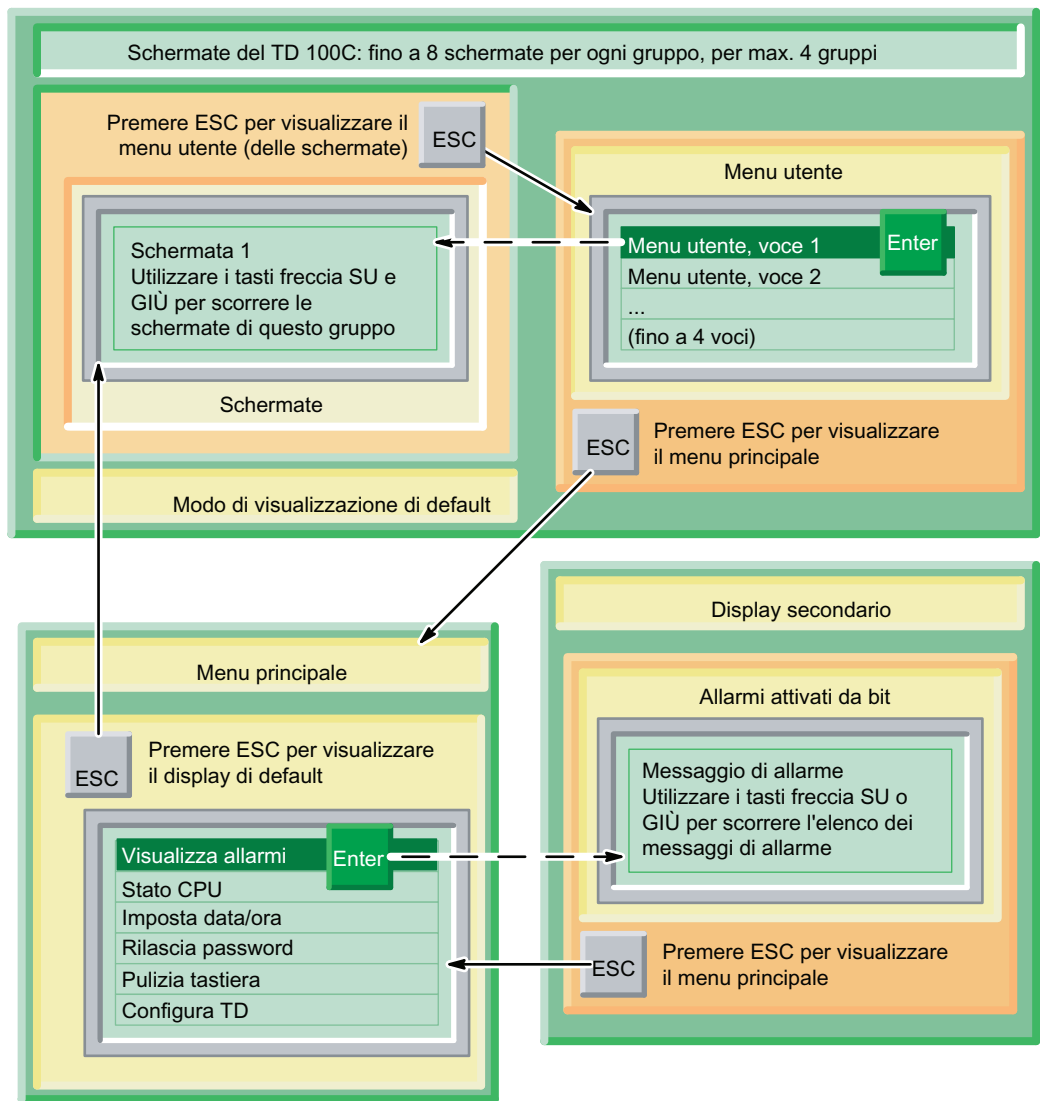 Schermate del TD 100C: fino a 8 schermate per ogni gruppo, per max. 4 gruppi
Premere ESC per visualizzare il
menu utente (delle schermate)
ESC
Schermata 1
Utilizzare i tasti freccia SU e
GIÙ per scorrere le
schermate di questo gruppo
Schermate
Modo di visualizzazione di default
Menu utente
Menu utente, voce 1
Enter
Menu utente, voce 2
...
(fino a 4 voci)
ESC
Premere ESC per visualizzare
il menu principale
Menu principale
ESC
Premere ESC per visualizzare
il display di default
Visualizza allarmi
Enter
Stato CPU
Imposta data/ora
Rilascia password
Pulizia tastiera
Configura TD
Display secondario
Allarmi attivati da bit
Messaggio di allarme
Utilizzare i tasti freccia SU o
GIÙ per scorrere l'elenco dei
messaggi di allarme
ESC
Premere ESC per visualizzare
il menu principale